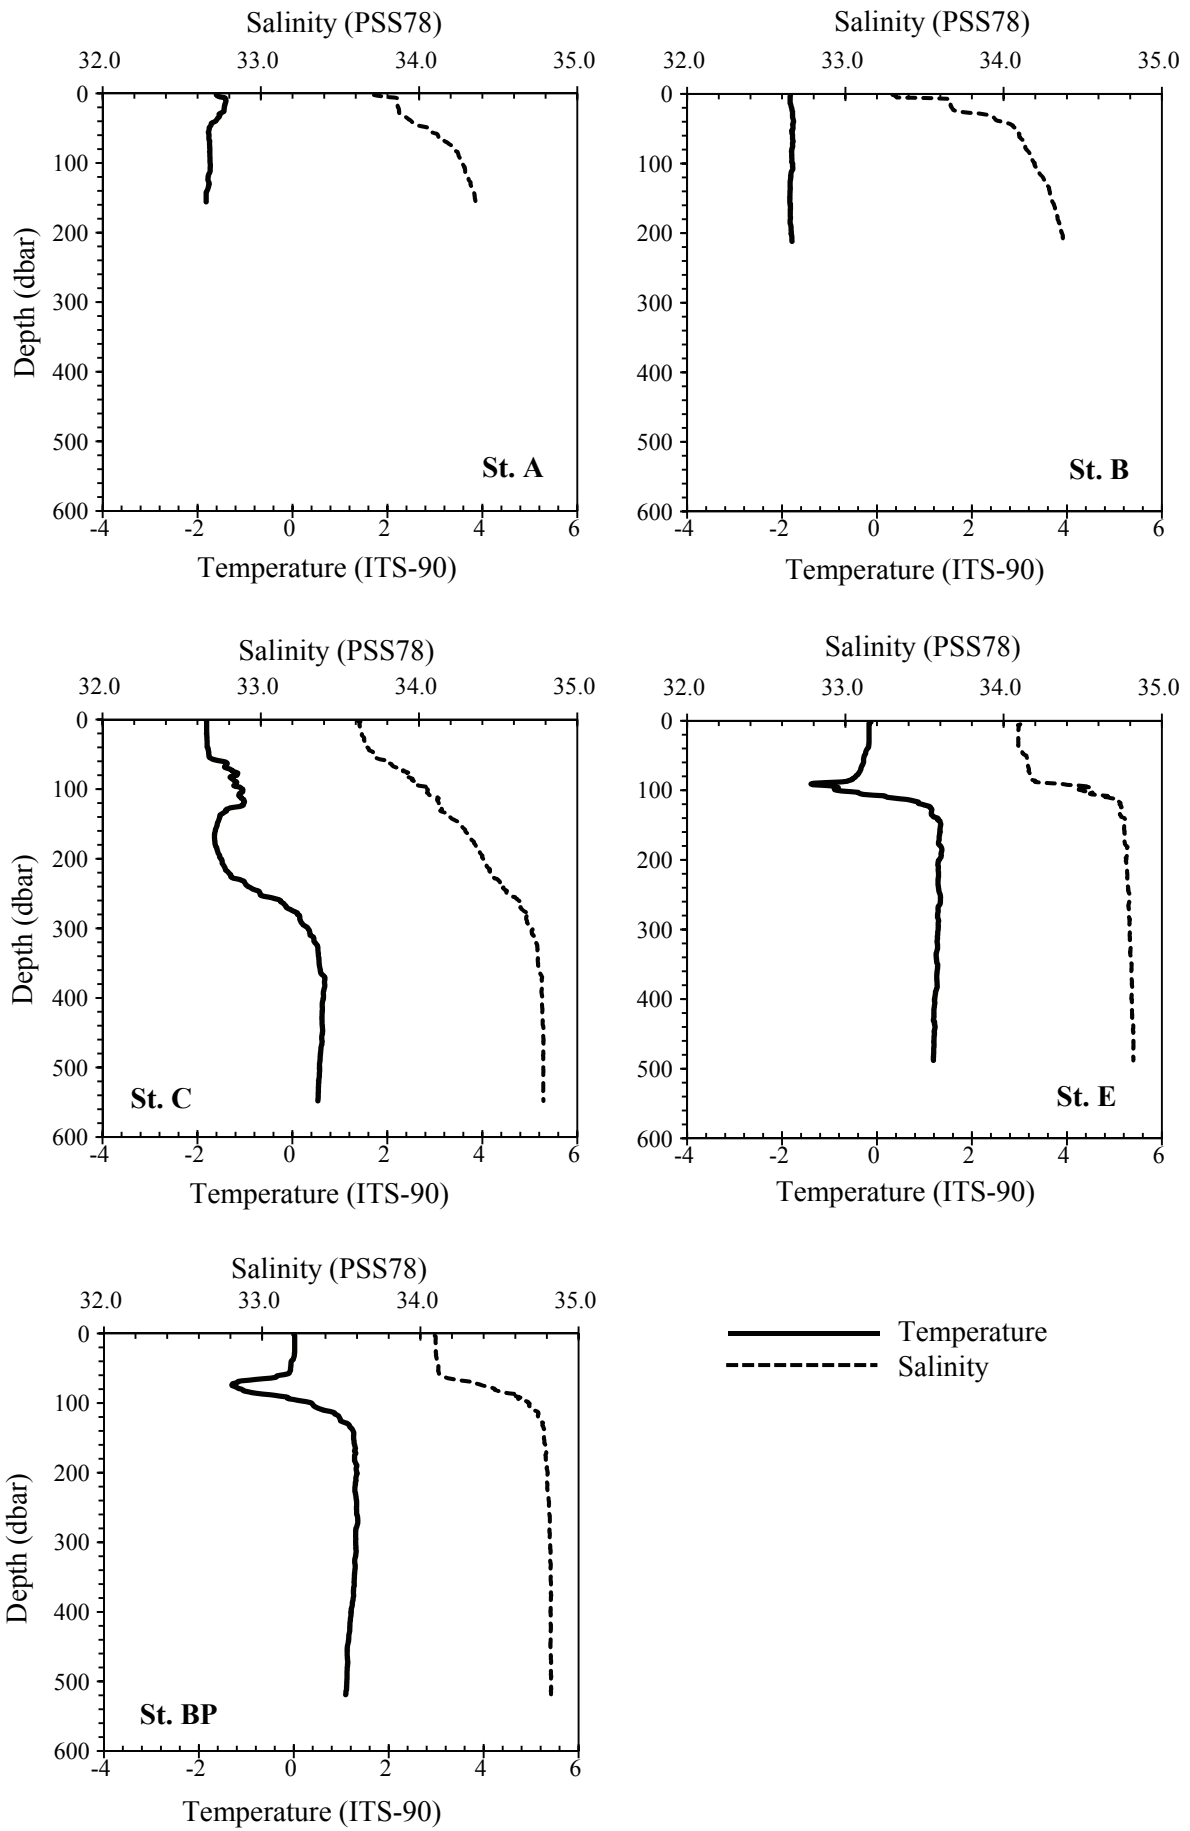 Salinity (PSS78)
32.0 33.0 34.0 35.0
0
100
200
300
400
500
600
Depth (dbar)
St. A
-4 -2 0 2 4 6
Temperature (ITS-90)
Salinity (PSS78)
32.0 33.0 34.0 35.0
0
100
200
300
400
500
600
St. B
-4 -2 0 2 4 6
Temperature (ITS-90)
Salinity (PSS78)
32.0 33.0 34.0 35.0
0
100
200
300
400
500
600
Depth (dbar)
St. C
-4 -2 0 2 4 6
Temperature (ITS-90)
Salinity (PSS78)
32.0 33.0 34.0 35.0
0
100
200
300
400
500
600
St. E
-4 -2 0 2 4 6
Temperature (ITS-90)
Salinity (PSS78)
32.0 33.0 34.0 35.0
0
100
200
300
400
500
600
Depth (dbar)
St. BP
-4 -2 0 2 4 6
Temperature (ITS-90)
Temperature
Salinity